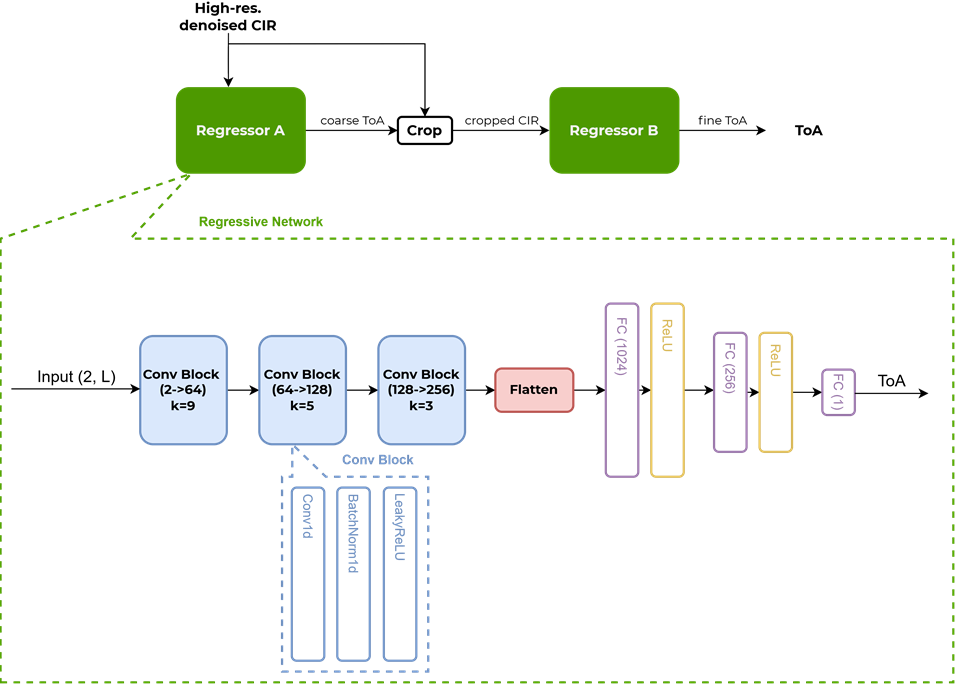 High-res.
denoised CIR
Regressor A
coarse ToA
Crop
cropped CIR
Regressor B
fine ToA
ToA
Regressive Network
Input (2, L)
Conv Block
(2->64)
k=9
Conv Block
(64->128)
k=5
Conv Block
(128->256)
k=3
Flatten
FC (1024)
ReLU
FC (256)
ReLU
FC (1)
ToA
Conv Block
Conv1d
BatchNorm1d
LeakyReLU